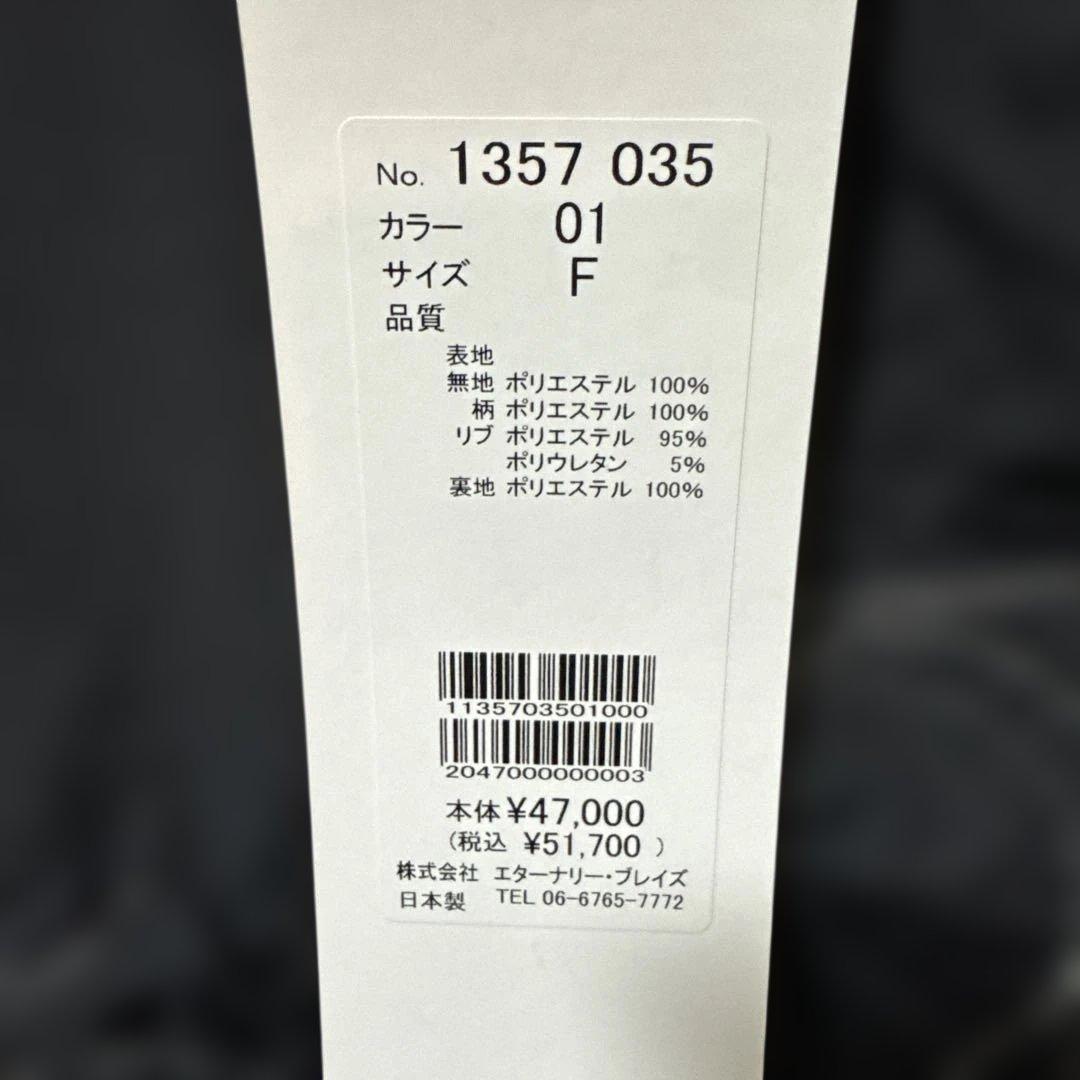 No. 1357 035
カラー 01
サイズ F
品質
表地
無地 ポリエステル 100%
柄 ポリエステル 100%
リブ ポリエステル 95%
ポリウレタン 5%
裏地 ポリエステル 100%
1135703501000
2047000000003
本体 ¥47,000
(税込 ¥51,700 )
株式会社 エターナリー・ブレイズ
日本製 TEL 06-6765-7772